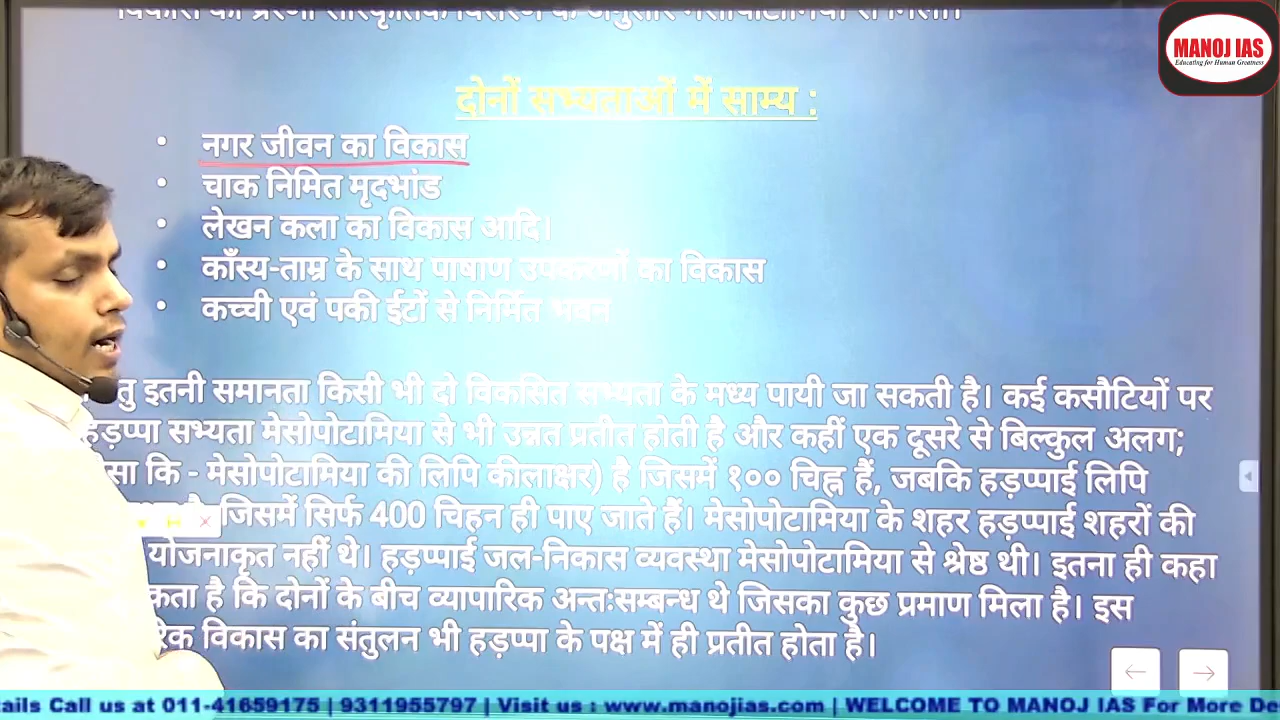 विकास की प्रेरणा सांस्कृतिक विसरण के अनुसार मेसोपोटामिया से मिली।
MANOJ IAS
Educating for Human Greatness
दोनों सभ्यताओं में साम्य :
• नगर जीवन का विकास
• चाक निमित मृदभांड
• लेखन कला का विकास आदि।
• काँस्य-ताम्र के साथ पाषाण उपकरणों का विकास
• कच्ची एवं पकी ईटों से निर्मित भवन
तु इतनी समानता किसी भी दो विकसित सभ्यता के मध्य पायी जा सकती है। कई कसौटियों पर
हड़प्पा सभ्यता मेसोपोटामिया से भी उन्नत प्रतीत होती है और कहीं एक दूसरे से बिल्कुल अलग;
सा कि - मेसोपोटामिया की लिपि कीलाक्षर) है जिसमें १०० चिह्न हैं, जबकि हड़प्पाई लिपि
जिसमें सिर्फ 400 चिहन ही पाए जाते हैं। मेसोपोटामिया के शहर हड़प्पाई शहरों की
योजनाकृत नहीं थे। हड़प्पाई जल-निकास व्यवस्था मेसोपोटामिया से श्रेष्ठ थी। इतना ही कहा
कता है कि दोनों के बीच व्यापारिक अन्तःसम्बन्ध थे जिसका कुछ प्रमाण मिला है। इस
रिक विकास का संतुलन भी हड़प्पा के पक्ष में ही प्रतीत होता है।
ails Call us at 011-41659175 | 9311955797 | Visit us : www.manojias.com | WELCOME TO MANOJ IAS For More De